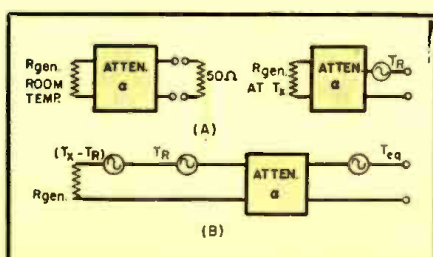 Rgen.
ROOM
TEMP.
ATTEN.
α
50Ω
Rgen.
AT Tx
ATTEN.
α
TR
(A)
(Tx-TR)
TR
Rgen.
ATTEN.
α
Teq
(B)